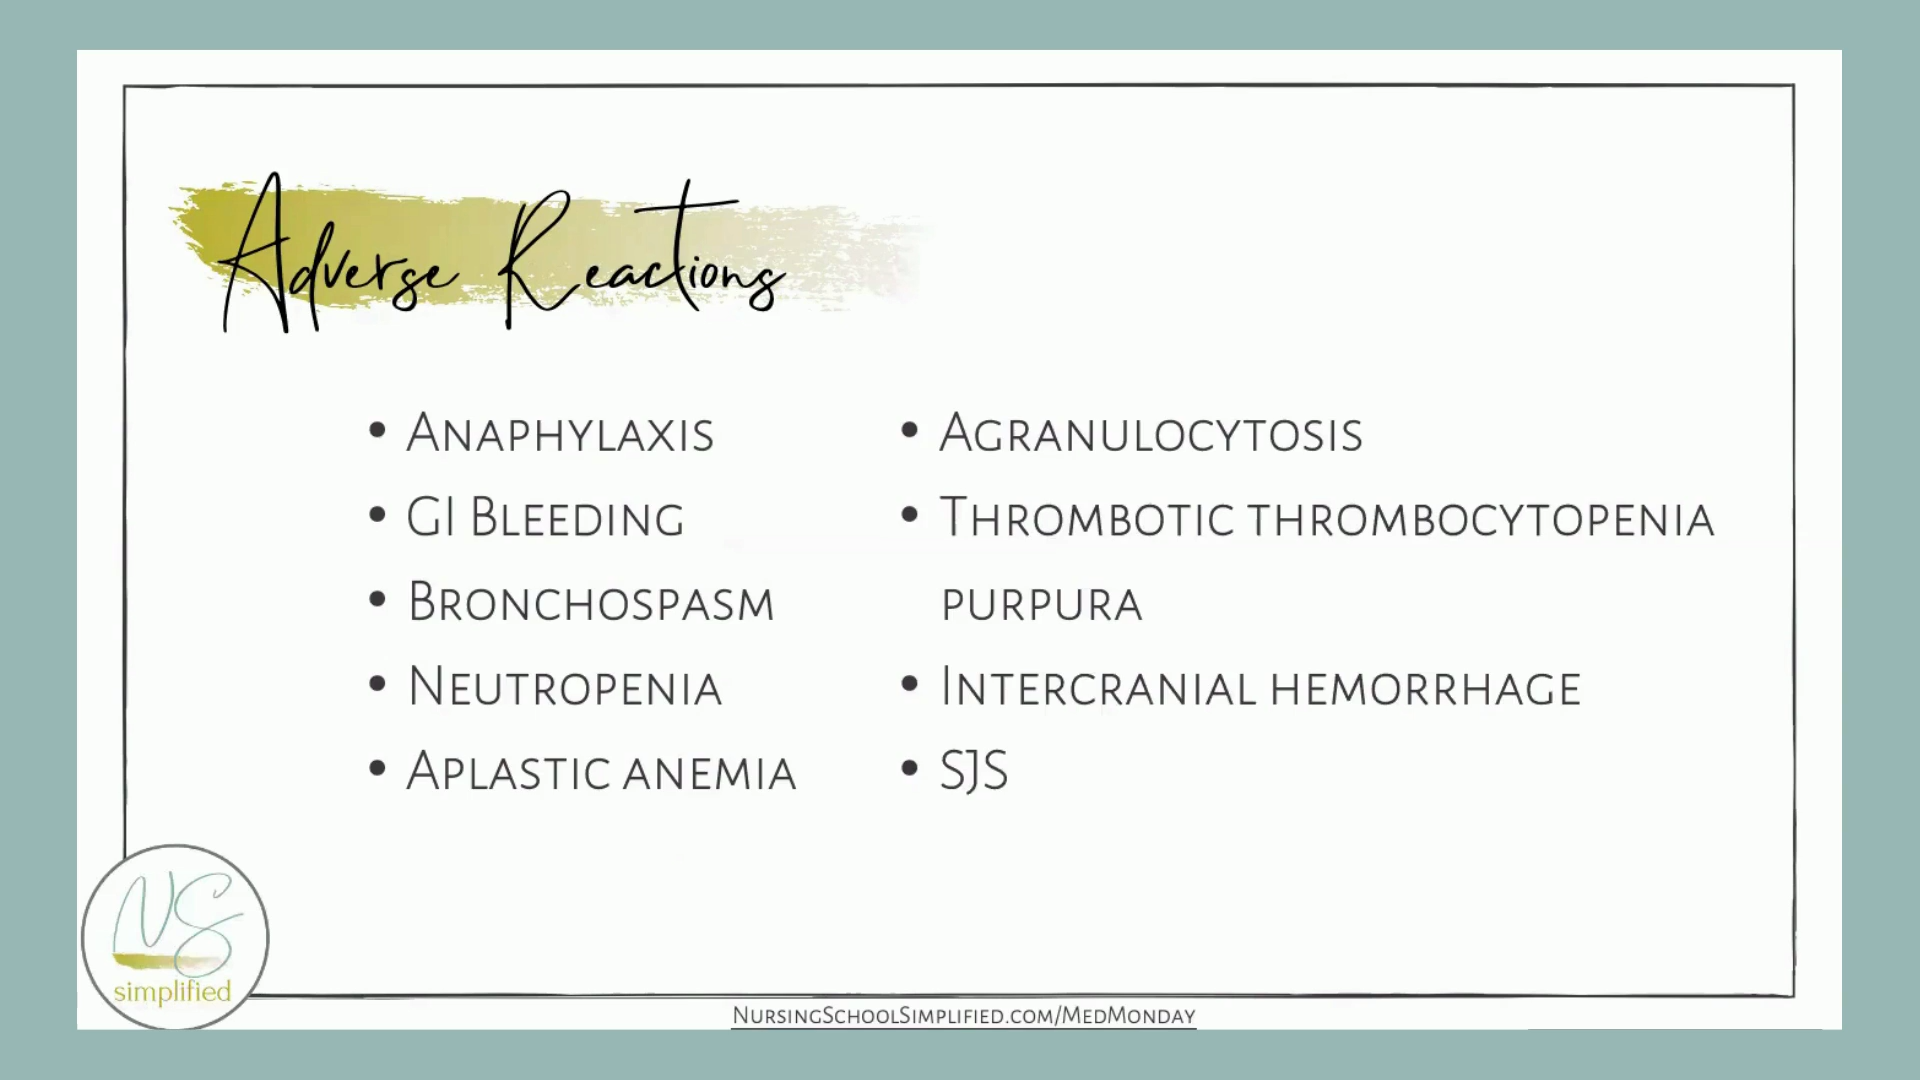 Adverse Reactions
• Anaphylaxis
• GI Bleeding
• Bronchospasm
• Neutropenia
• Aplastic anemia
• Agranulocytosis
• Thrombotic thrombocytopenia
purpura
• Intercranial hemorrhage
• SJS
NS
simplified
NursingSchoolSimplified.com/MedMonday